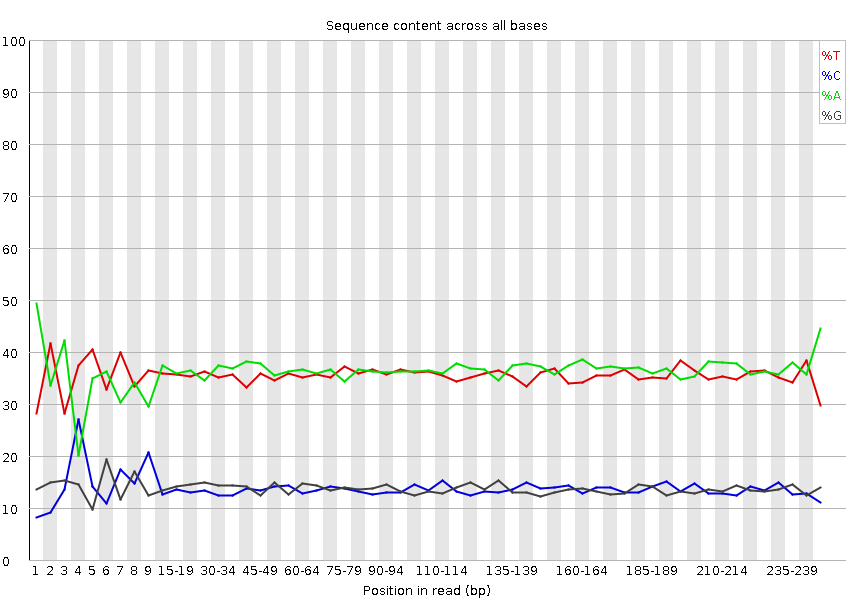 Sequence content across all bases
100
90
80
70
60
50
40
30
20
10
0
%T
%C
%A
%G
1 2 3 4 5 6 7 8 9 15-19 30-34 45-49 60-64 75-79 90-94 110-114 135-139 160-164 185-189 210-214 235-239
Position in read (bp)